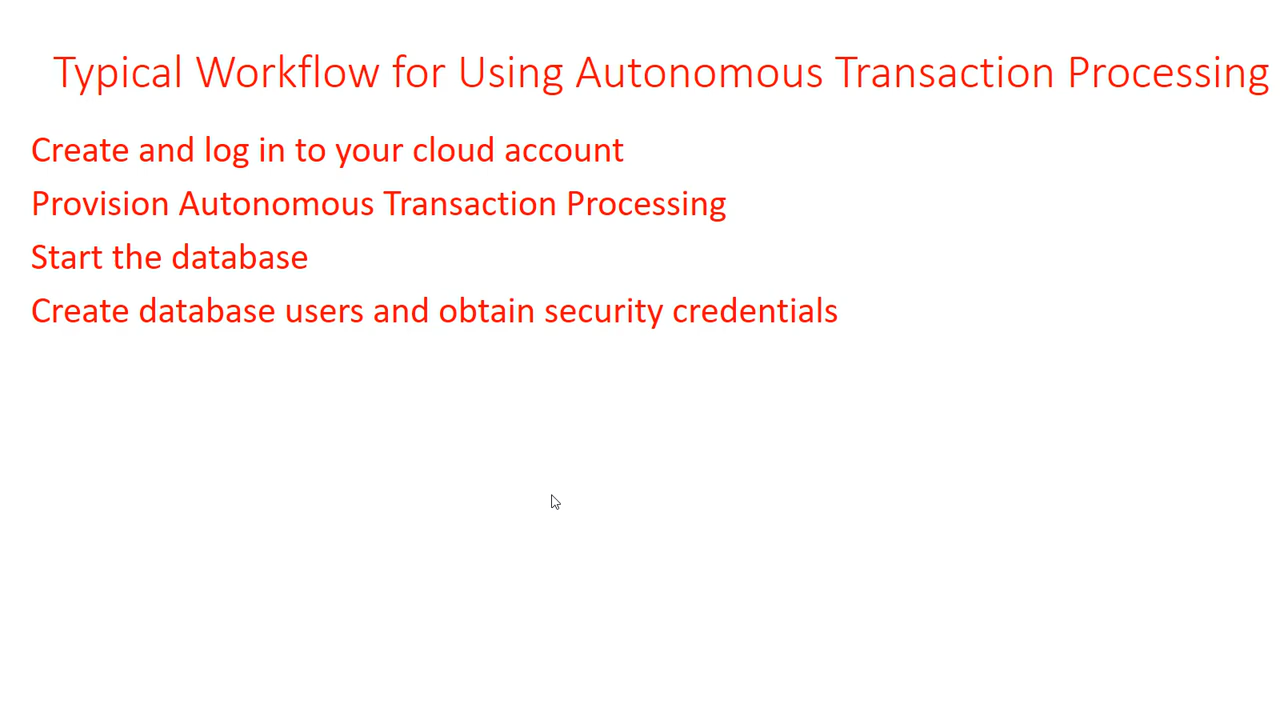 Typical Workflow for Using Autonomous Transaction Processing
Create and log in to your cloud account
Provision Autonomous Transaction Processing
Start the database
Create database users and obtain security credentials